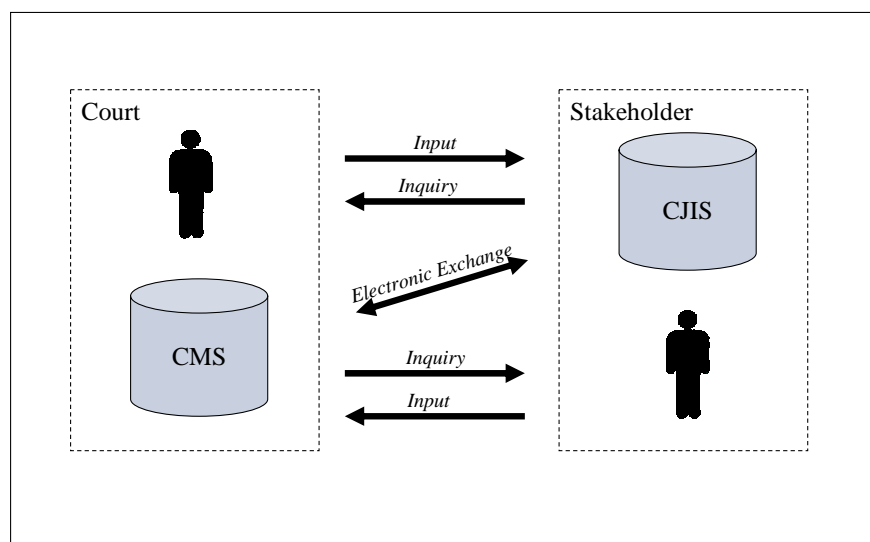 Court
Stakeholder
Input
Inquiry
CJIS
Electronic Exchange
CMS
Inquiry
Input